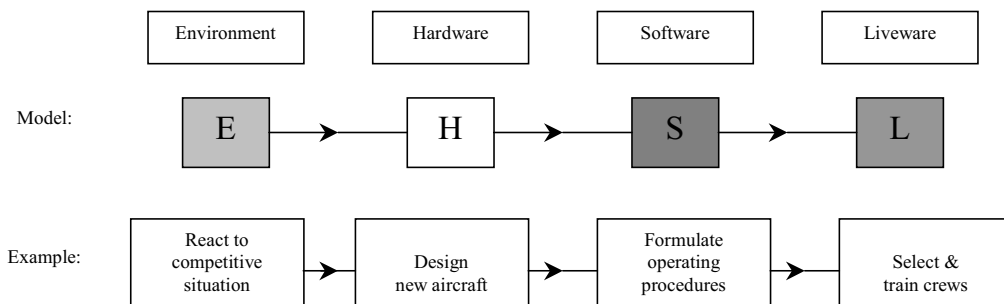 Environment Hardware Software Liveware
Model: E H S L
Example:
React to
competitive
situation
Design
new aircraft
Formulate
operating
procedures
Select &
train crews